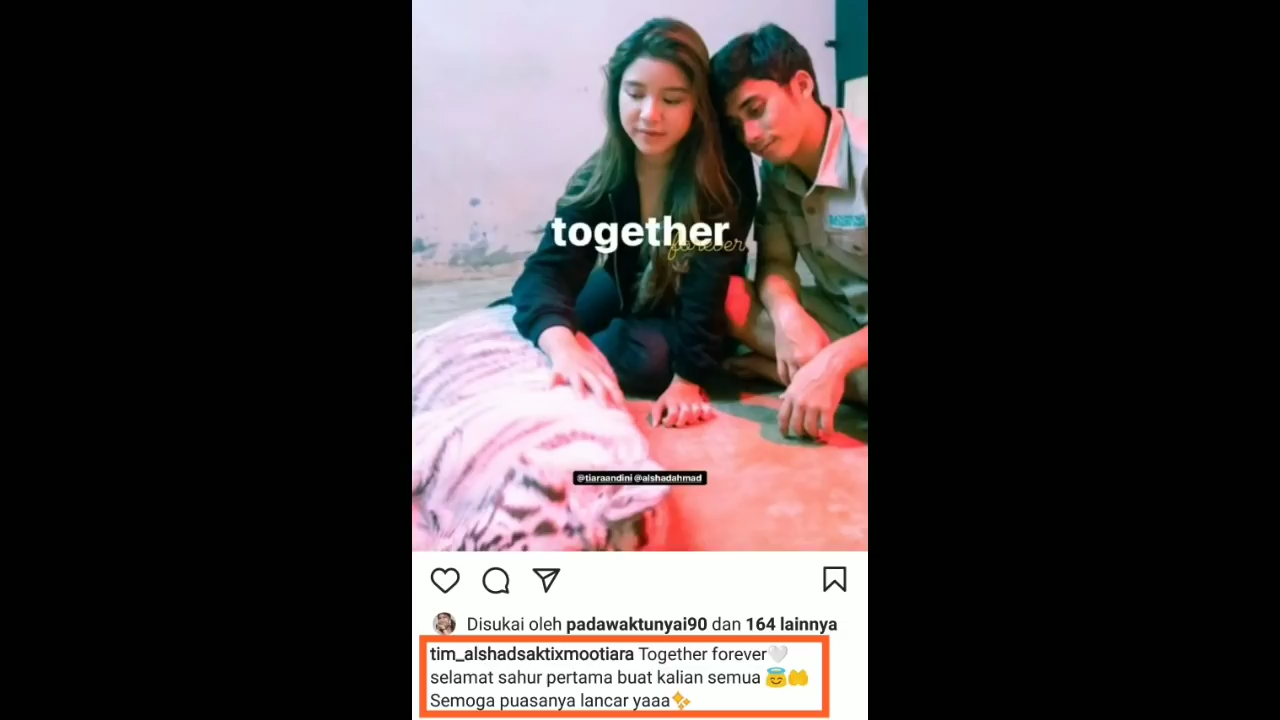 together
forever
@tiaraandini @alshadahmad
Disukai oleh padawaktunyai90 dan 164 lainnya
tim_alshadsaktixmootiara Together forever🤍
selamat sahur pertama buat kalian semua 😇🤲
Semoga puasanya lancar yaaa✨